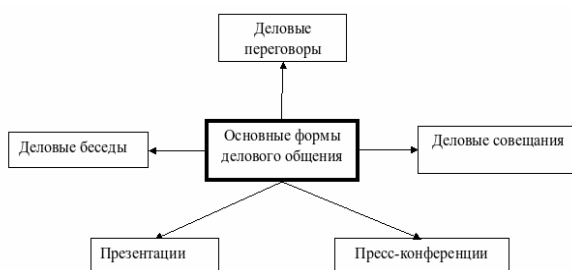 Деловые
переговоры
Деловые беседы
Основные формы
делового общения
Деловые совещания
Презентации
Пресс-конференции